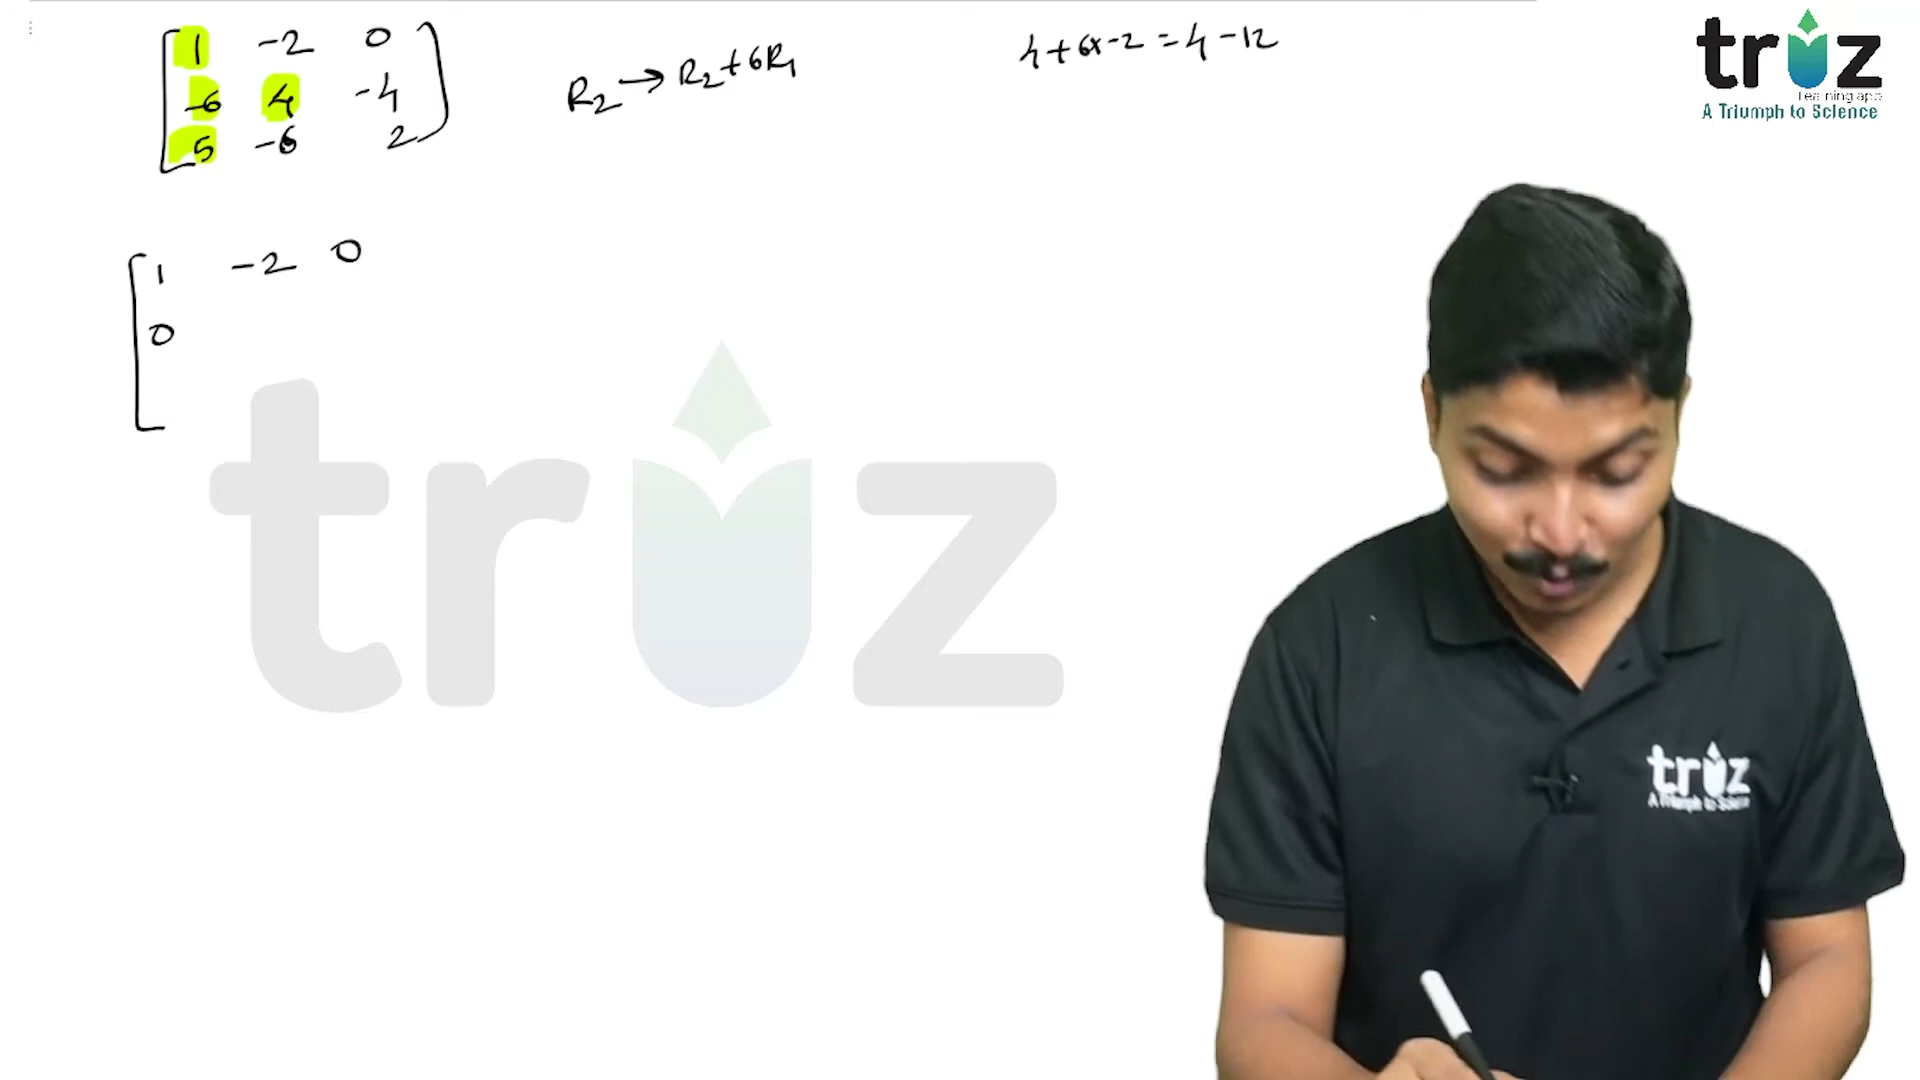 1 -2 0
-6 4 -4
5 -6 2
R2 → R2+6R1
4+6x-2=4-12
truz
Learning app
A Triumph to Science
1 -2 0
0
truz
truz
A Triumph to Science